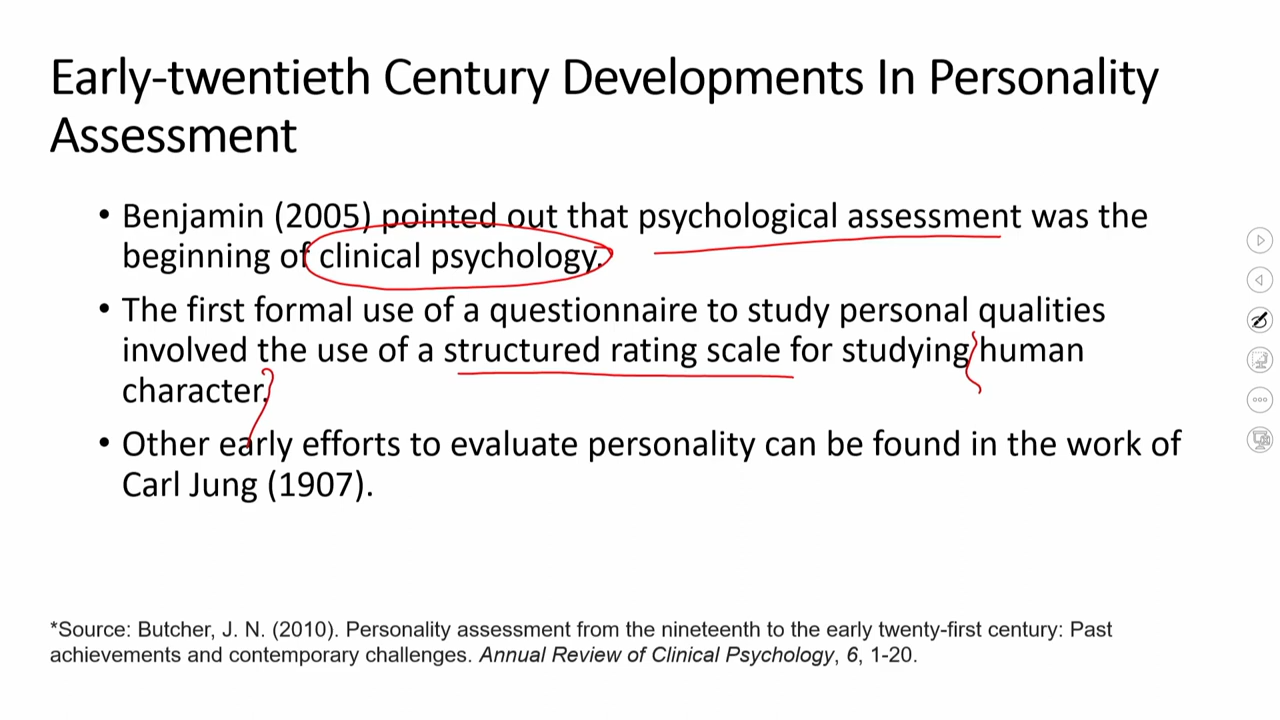 Early-twentieth Century Developments In Personality
Assessment
• Benjamin (2005) pointed out that psychological assessment was the
beginning of clinical psychology.
• The first formal use of a questionnaire to study personal qualities
involved the use of a structured rating scale for studying human
character.
• Other early efforts to evaluate personality can be found in the work of
Carl Jung (1907).
*Source: Butcher, J. N. (2010). Personality assessment from the nineteenth to the early twenty-first century: Past
achievements and contemporary challenges. Annual Review of Clinical Psychology, 6, 1-20.